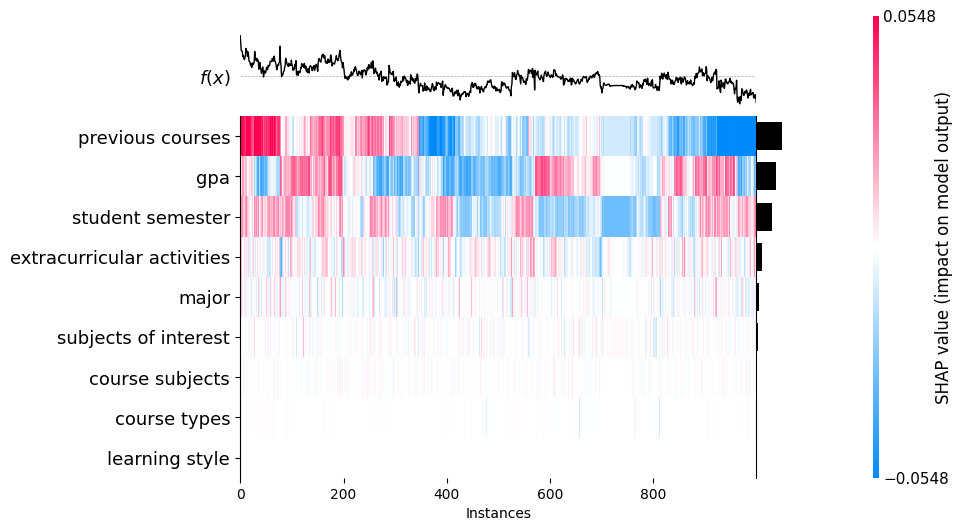 0.0548
f(x)
previous courses
gpa
student semester
extracurricular activities
major
subjects of interest
course subjects
course types
learning style
SHAP value (impact on model output)
−0.0548
0 200 400 600 800
Instances